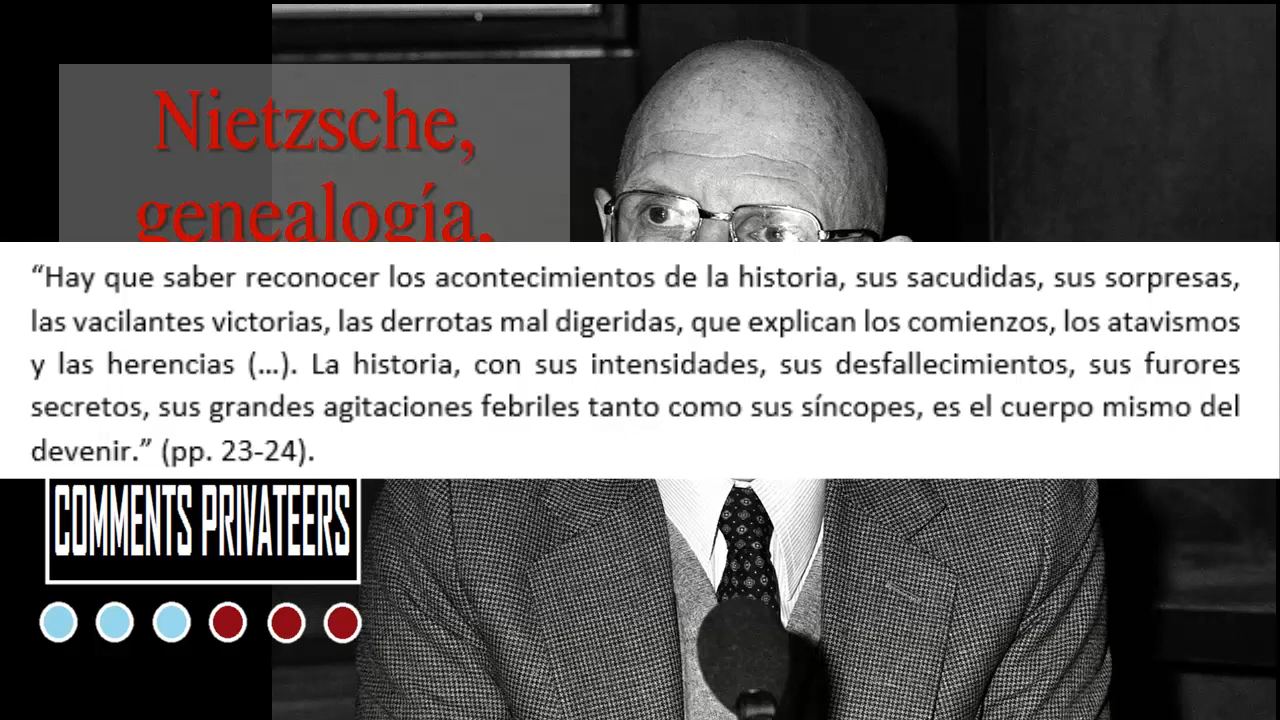 Nietzsche,
genealogía,
“Hay que saber reconocer los acontecimientos de la historia, sus sacudidas, sus sorpresas,
las vacilantes victorias, las derrotas mal digeridas, que explican los comienzos, los atavismos
y las herencias (…). La historia, con sus intensidades, sus desfallecimientos, sus furores
secretos, sus grandes agitaciones febriles tanto como sus síncopes, es el cuerpo mismo del
devenir.” (pp. 23-24).
COMMENTS PRIVATEERS